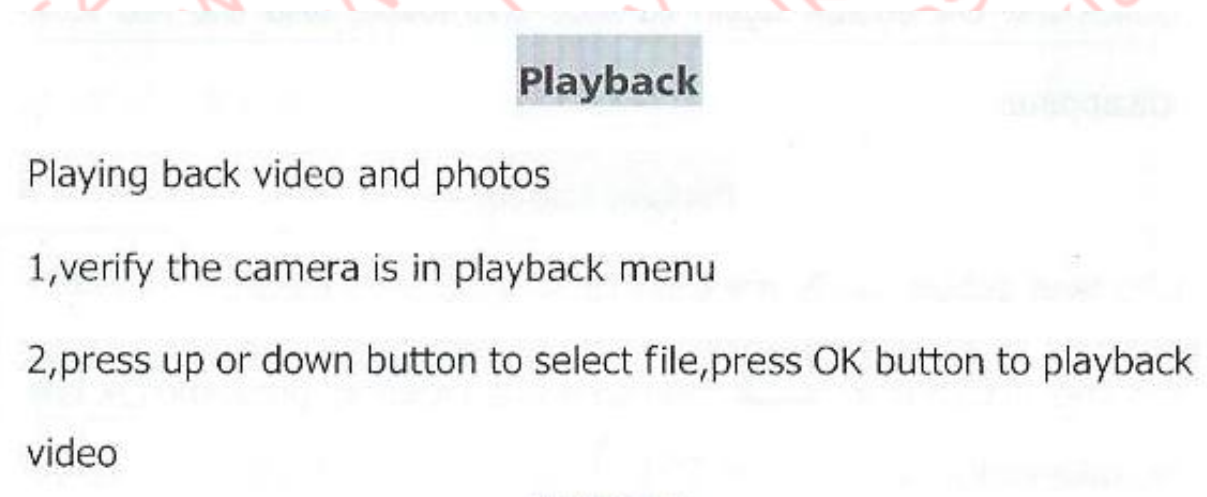 Playback
Playing back video and photos
1,verify the camera is in playback menu
2,press up or down button to select file,press OK button to playback
video